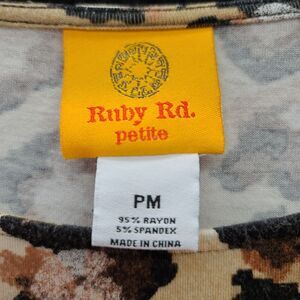 Ruby Rd.
petite
PM
95% RAYON
5% SPANDEX
MADE IN CHINA